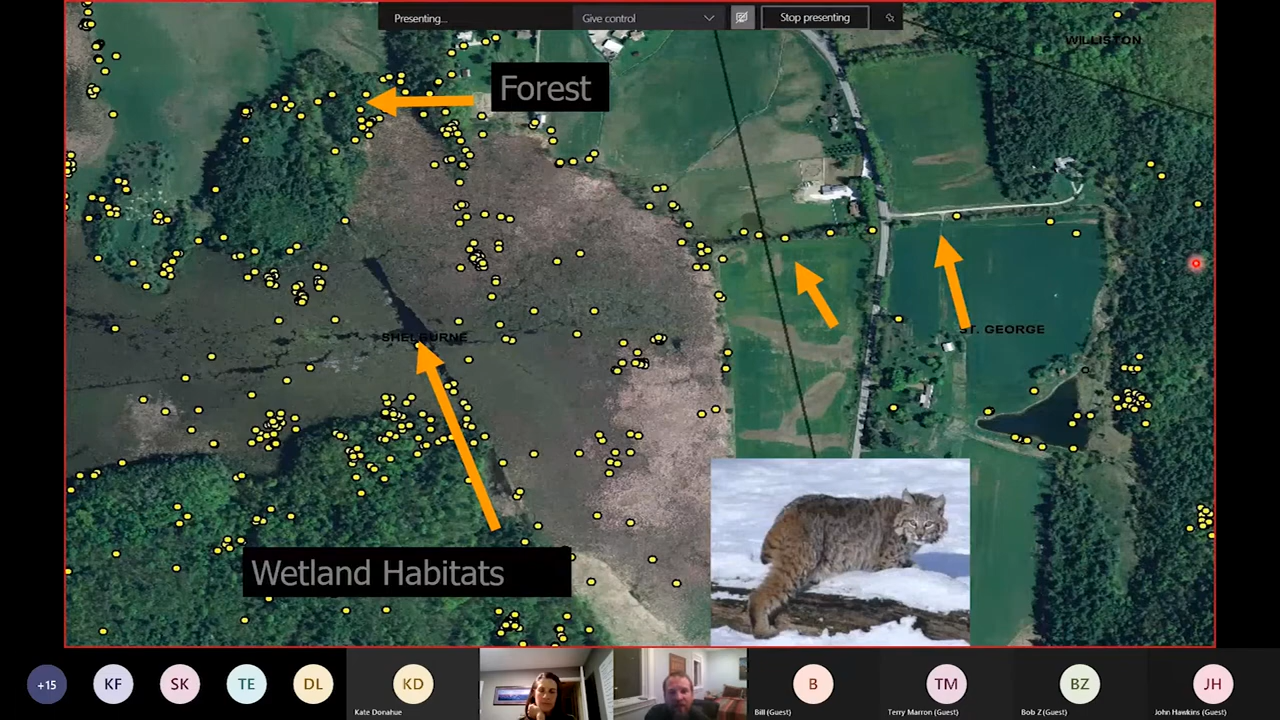 Presenting...
Give control
Stop presenting
WILLISTON
Forest
SHELBURNE
ST. GEORGE
Wetland Habitats
+15
KF
SK
TE
DL
KD
Kate Donahue
B
Bill (Guest)
TM
Terry Marron (Guest)
BZ
Bob Z (Guest)
JH
John Hawkins (Guest)